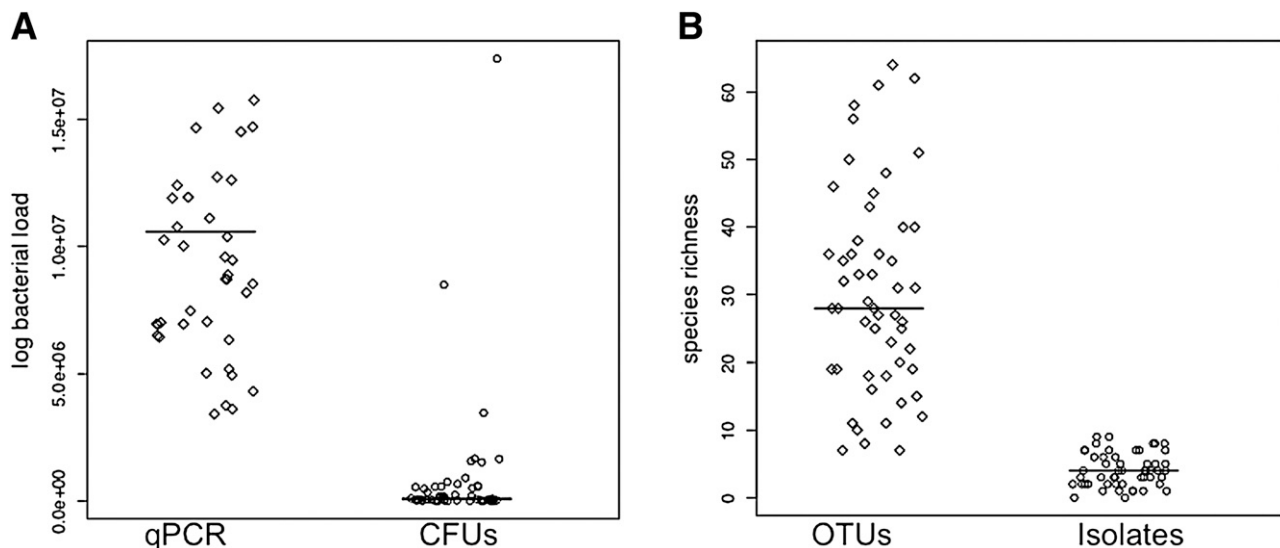 A
B
log bacterial load
1.5e+07
1.0e+07
5.0e+06
0.0e+00
qPCR
CFUs
species richness
60
50
40
30
20
10
0
OTUs
Isolates